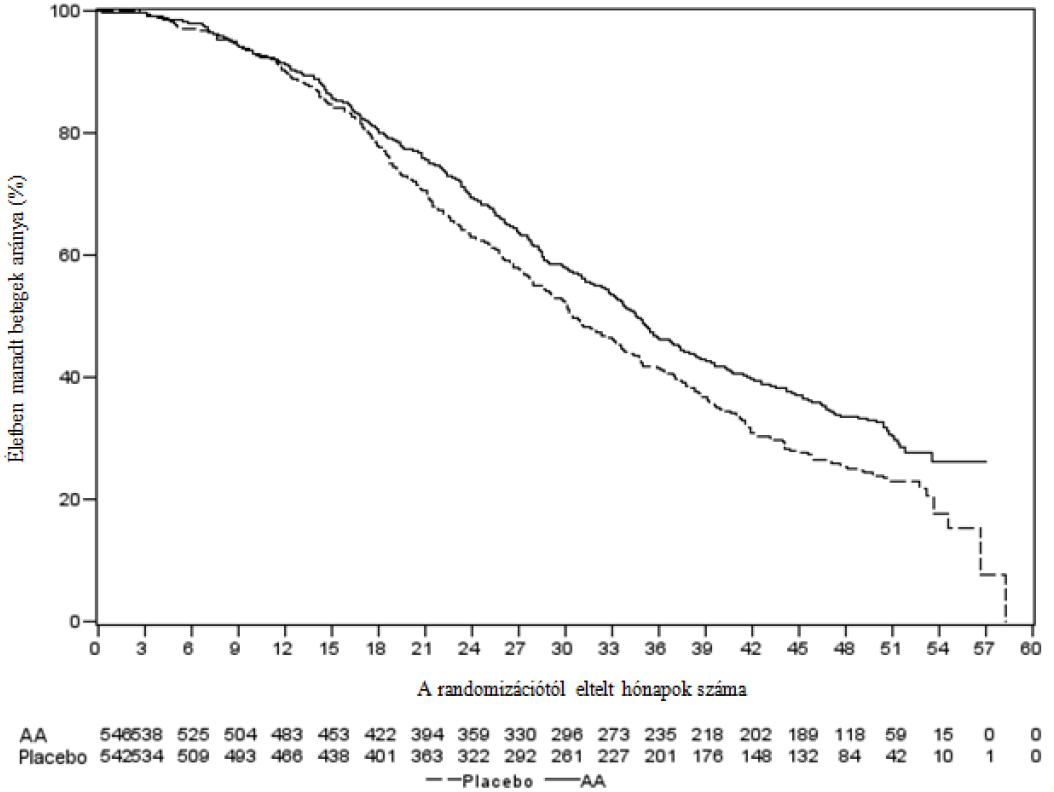 Életben maradt betegek aránya (%)
100
80
60
40
20
0
0 3 6 9 12 15 18 21 24 27 30 33 36 39 42 45 48 51 54 57 60
A randomizációtól eltelt hónapok száma
AA 546 538 525 504 483 453 422 394 359 330 296 273 235 218 202 189 118 59 15 0 0
Placebo 542 534 509 493 466 438 401 363 322 292 261 227 201 176 148 132 84 42 10 1 0
Placebo AA